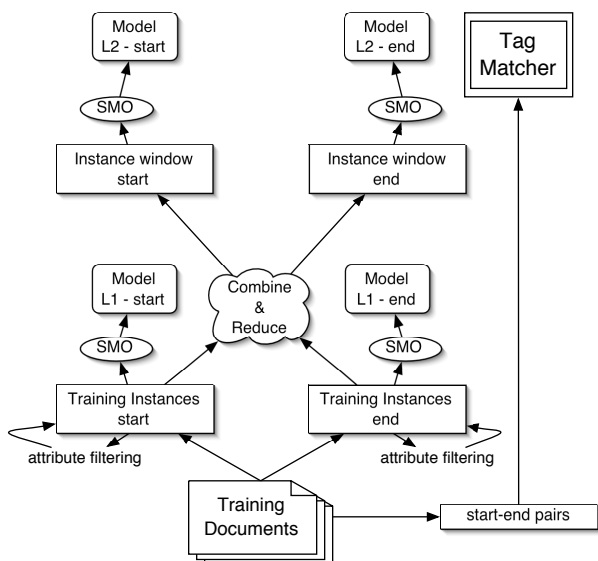 Model
L2 - start
Model
L2 - end
Tag
Matcher
SMO
SMO
Instance window
start
Instance window
end
Model
L1 - start
Combine
&
Reduce
Model
L1 - end
SMO
SMO
Training Instances
start
Training Instances
end
attribute filtering
attribute filtering
Training
Documents
start-end pairs